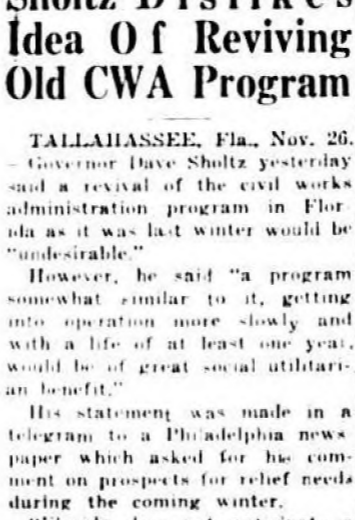 Sholtz Dislikes
Idea Of Reviving
Old CWA Program
TALLAHASSEE, Fla., Nov. 26.
— Governor Dave Sholtz yesterday
said a revival of the civil works
administration program in Flor-
ida as it was last winter would be
"undesirable."
However, he said "a program
somewhat similar to it, getting
into operation more slowly and
with a life of at least one year,
would be of great social utilitari-
an benefit."
His statement was made in a
telegram to a Philadelphia news-
paper which asked for his com-
ment on prospects for relief needs
during the coming winter.